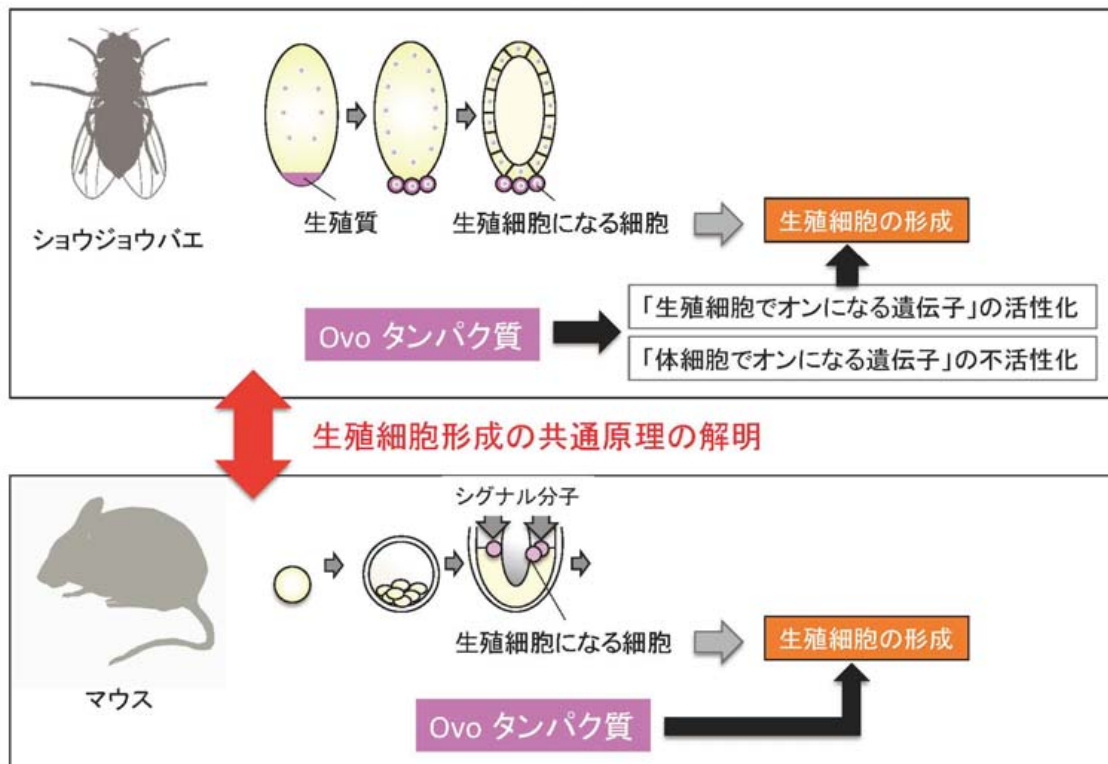 ショウジョウバエ
生殖質
生殖細胞になる細胞
生殖細胞の形成
Ovo タンパク質
「生殖細胞でオンになる遺伝子」の活性化
「体細胞でオンになる遺伝子」の不活性化
生殖細胞形成の共通原理の解明
マウス
シグナル分子
生殖細胞になる細胞
生殖細胞の形成
Ovo タンパク質